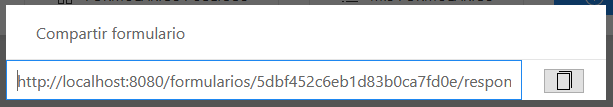 Compartir formulario
http://localhost:8080/formularios/5dbf452c6eb1d83b0ca7fd0e/respon